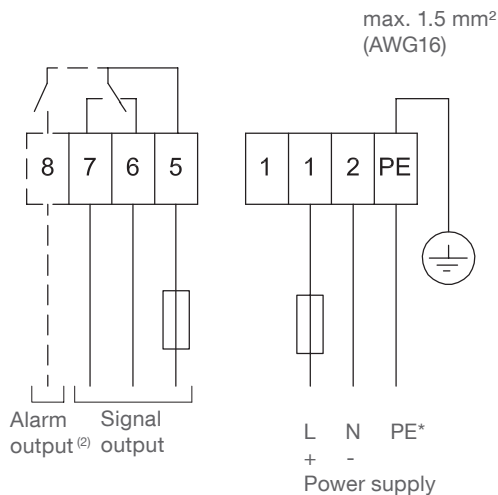 max. 1.5 mm²
(AWG16)
8 7 6 5 1 1 2 PE
Alarm output (2)
Signal output
L N PE*
+ -
Power supply